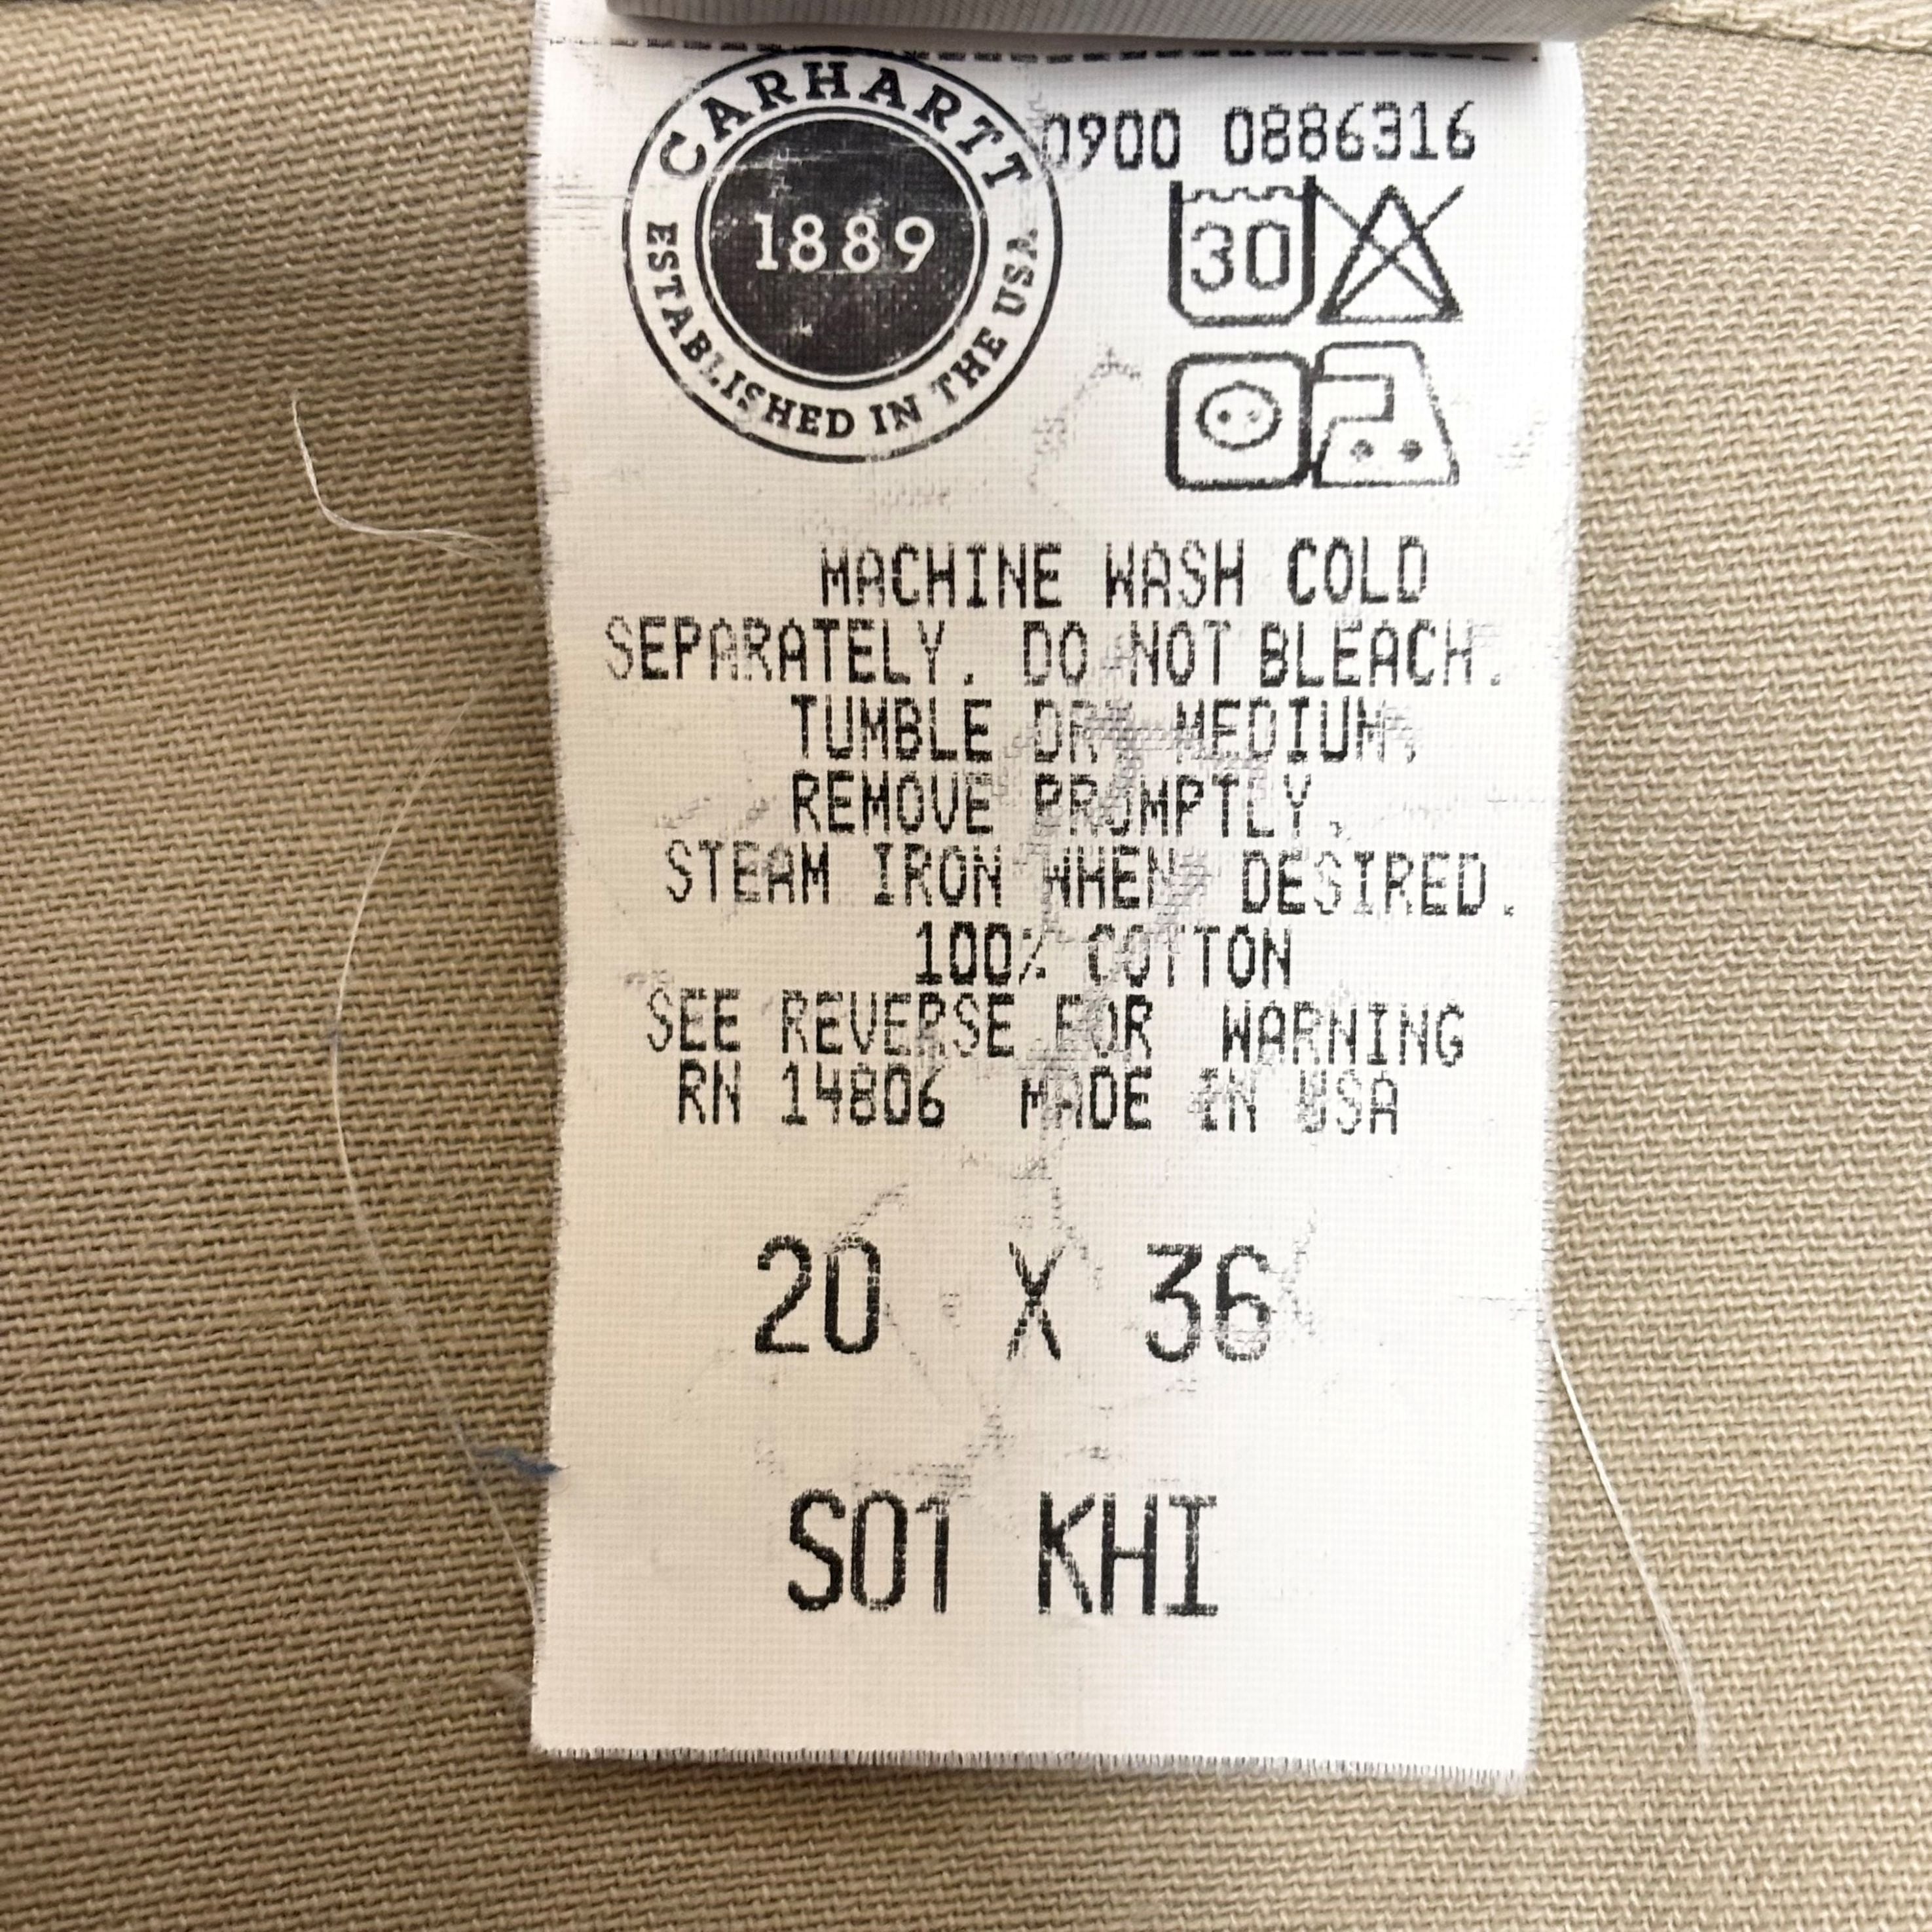 CARHARTT
1889
ESTABLISHED IN THE USA
0900 0886316
30
MACHINE WASH COLD
SEPARATELY. DO NOT BLEACH.
TUMBLE DRY MEDIUM.
REMOVE PROMPTLY.
STEAM IRON WHEN DESIRED.
100% COTTON
SEE REVERSE FOR WARNING
RN 14806 MADE IN USA
20 X 36
S01 KHI